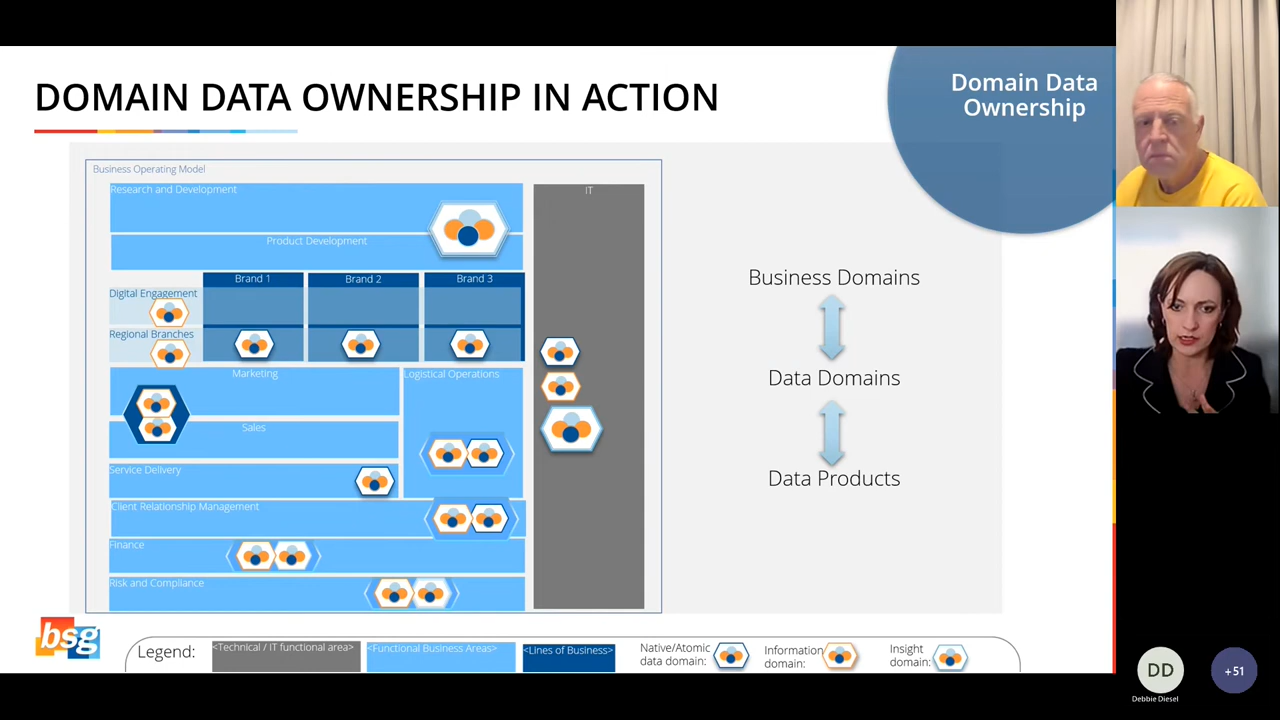 DOMAIN DATA OWNERSHIP IN ACTION
Domain Data
Ownership
Business Operating Model
Research and Development
IT
Product Development
Brand 1
Brand 2
Brand 3
Digital Engagement
Regional Branches
Marketing
Logistical Operations
Sales
Service Delivery
Client Relationship Management
Finance
Risk and Compliance
Business Domains
Data Domains
Data Products
bsg
Legend:
<Technical / IT functional area>
<Functional Business Areas>
<Lines of Business>
Native/Atomic
data domain:
Information
domain:
Insight
domain:
DD
Debbie Diesel
+51